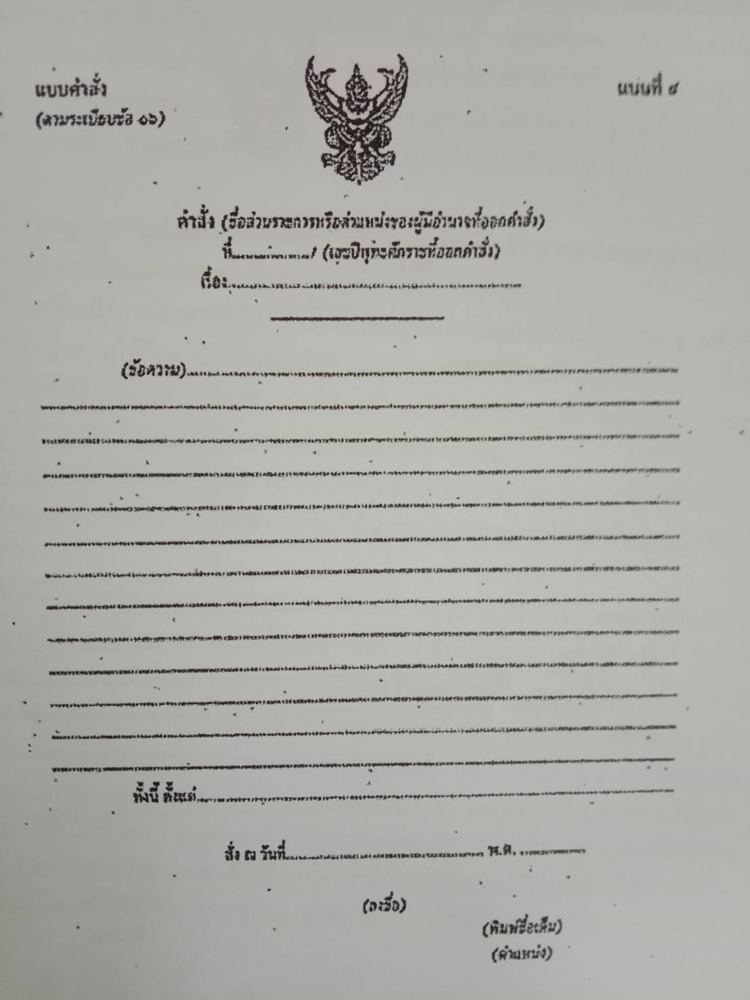 แบบคำสั่ง
แบบที่ ๔
(ตามระเบียบข้อ ๑๖)
คำสั่ง (ชื่อส่วนราชการหรือตำแหน่งของผู้มีอำนาจที่ออกคำสั่ง)
ที่................/ (เลขปีพุทธศักราชที่ออกคำสั่ง)
เรื่อง................................................
(ข้อความ)................................................
ทั้งนี้ ตั้งแต่................................................
สั่ง ณ วันที่................................ พ.ศ. ................
(ลงชื่อ)
(พิมพ์ชื่อเต็ม)
(ตำแหน่ง)